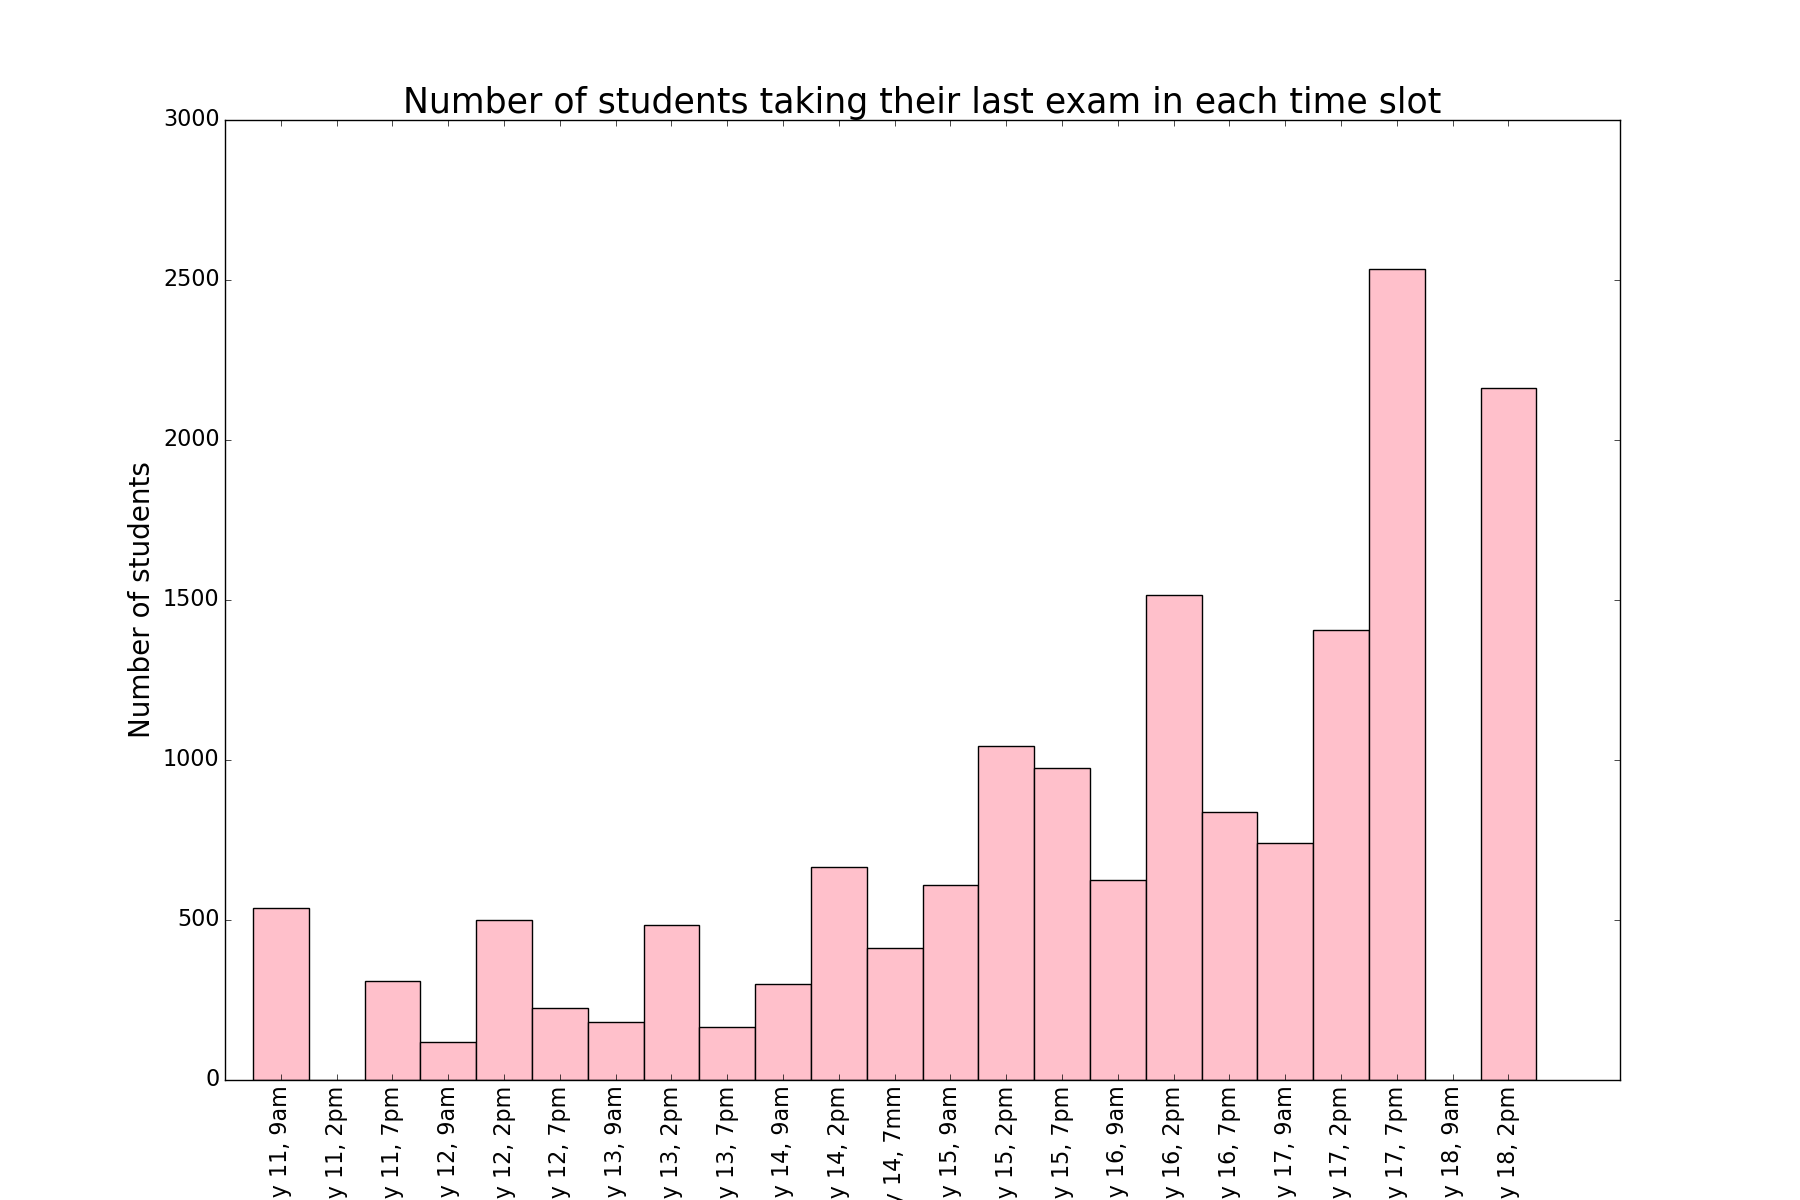 Number of students taking their last exam in each time slot
Number of students
3000
2500
2000
1500
1000
500
0
y 11, 9am
y 11, 2pm
y 11, 7pm
y 12, 9am
y 12, 2pm
y 12, 7pm
y 13, 9am
y 13, 2pm
y 13, 7pm
y 14, 9am
y 14, 2pm
y 14, 7mm
y 15, 9am
y 15, 2pm
y 15, 7pm
y 16, 9am
y 16, 2pm
y 16, 7pm
y 17, 9am
y 17, 2pm
y 17, 7pm
y 18, 9am
y 18, 2pm